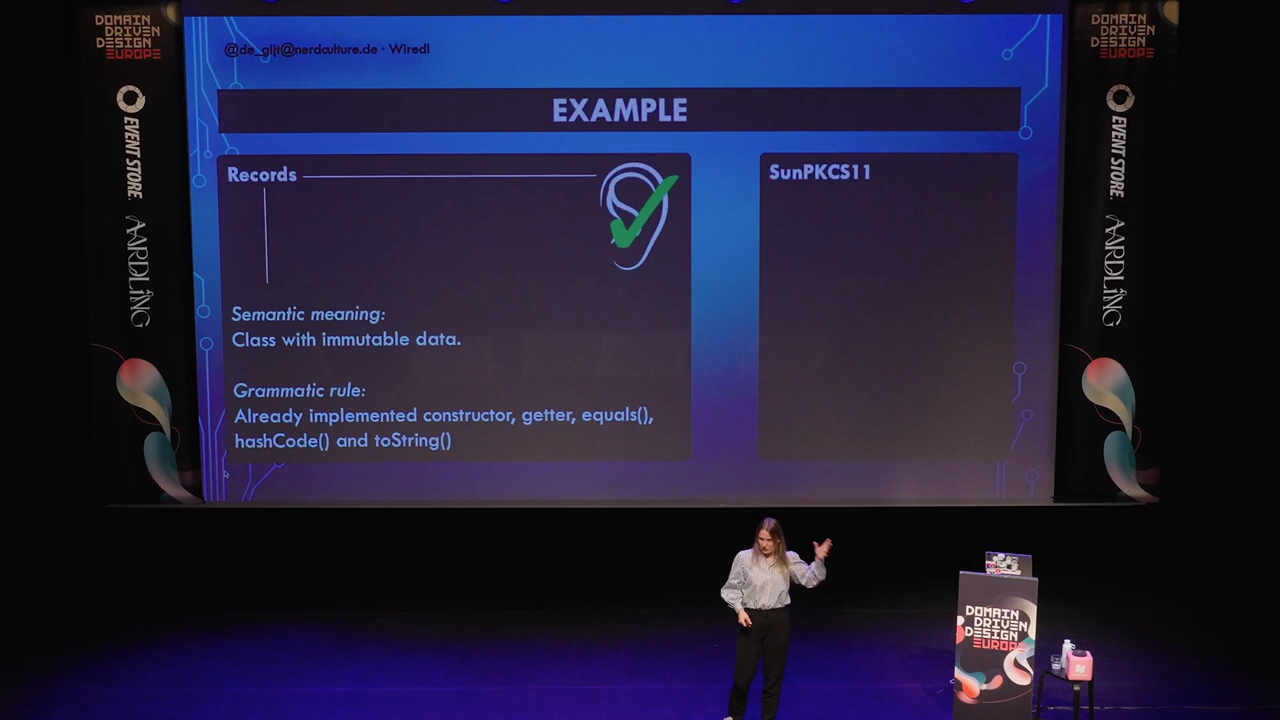 DOMAIN
DRIVEN
DESIGN
EUROPE
EVENT STORE.
AARDLING
@de_gijt@nerdculture.de · WIredI
EXAMPLE
Records
Semantic meaning:
Class with immutable data.
Grammatic rule:
Already implemented constructor, getter, equals(),
hashCode() and toString()
SunPKCS11
DOMAIN
DRIVEN
DESIGN
EUROPE
EVENT STORE.
AARDLING
DOMAIN
DRIVEN
DESIGN
EUROPE